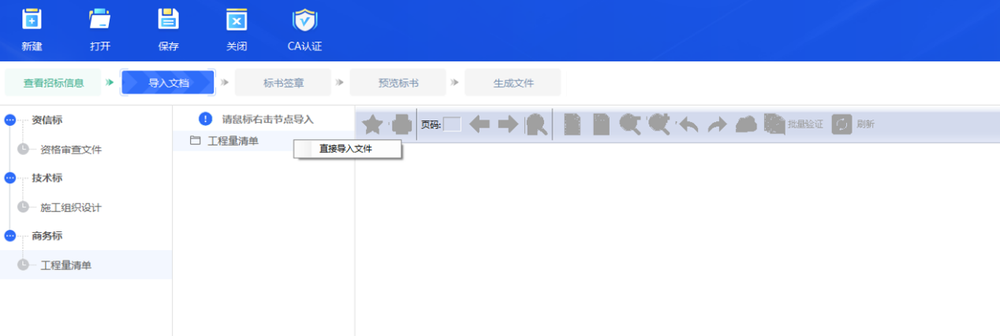 新建 打开 保存 关闭 CA认证
查看招标信息 导入文档 标书签章 预览标书 生成文件
资信标
资格审查文件
技术标
施工组织设计
商务标
工程量清单
请鼠标右击节点导入
工程量清单
直接导入文件
页码: 批量验证 刷新